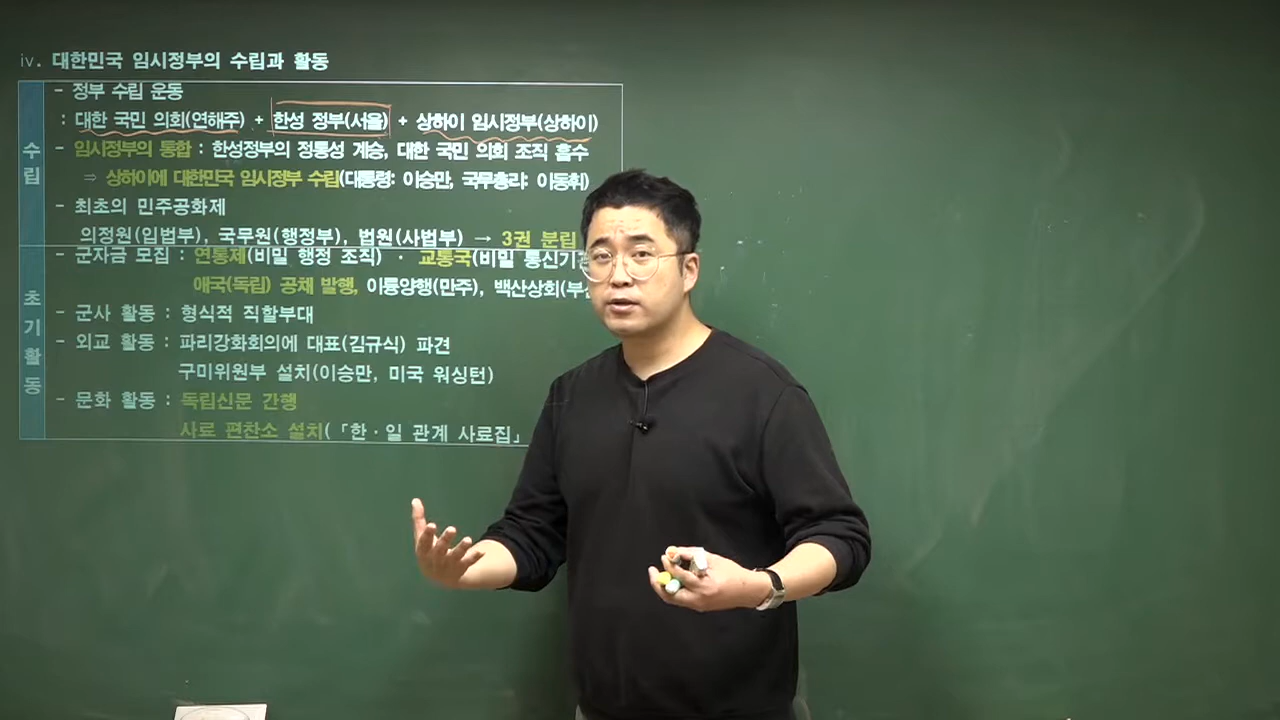 iv. 대한민국 임시정부의 수립과 활동
수립
- 정부 수립 운동
: 대한 국민 의회(연해주) + 한성 정부(서울) + 상하이 임시정부(상하이)
- 임시정부의 통합 : 한성정부의 정통성 계승, 대한 국민 의회 조직 흡수
⇒ 상하이에 대한민국 임시정부 수립(대통령: 이승만, 국무총리: 이동휘)
- 최초의 민주공화제
의정원(입법부), 국무원(행정부), 법원(사법부) → 3권 분립
초기활동
- 군자금 모집 : 연통제(비밀 행정 조직) · 교통국(비밀 통신기관
애국(독립) 공채 발행, 이륭양행(만주), 백산상회(부
- 군사 활동 : 형식적 직할부대
- 외교 활동 : 파리강화회의에 대표(김규식) 파견
구미위원부 설치(이승만, 미국 워싱턴)
- 문화 활동 : 독립신문 간행
사료 편찬소 설치(「한·일 관계 사료집」